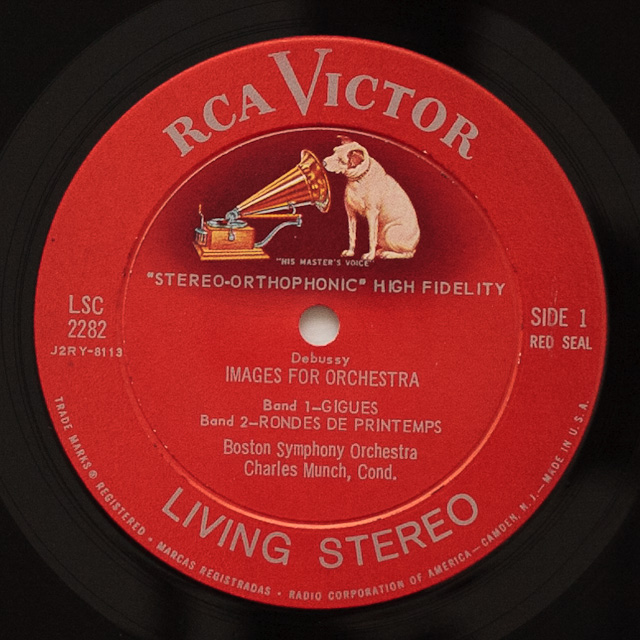 RCA VICTOR
"HIS MASTER'S VOICE"
"STEREO-ORTHOPHONIC" HIGH FIDELITY
LSC
2282
J2RY-8113
SIDE 1
RED SEAL
Debussy
IMAGES FOR ORCHESTRA
Band 1–GIGUES
Band 2–RONDES DE PRINTEMPS
Boston Symphony Orchestra
Charles Munch, Cond.
LIVING STEREO
TRADE MARKS ® REGISTERED • MARCAS REGISTRADAS • RADIO CORPORATION OF AMERICA—CAMDEN, N. J.—MADE IN U. S. A.